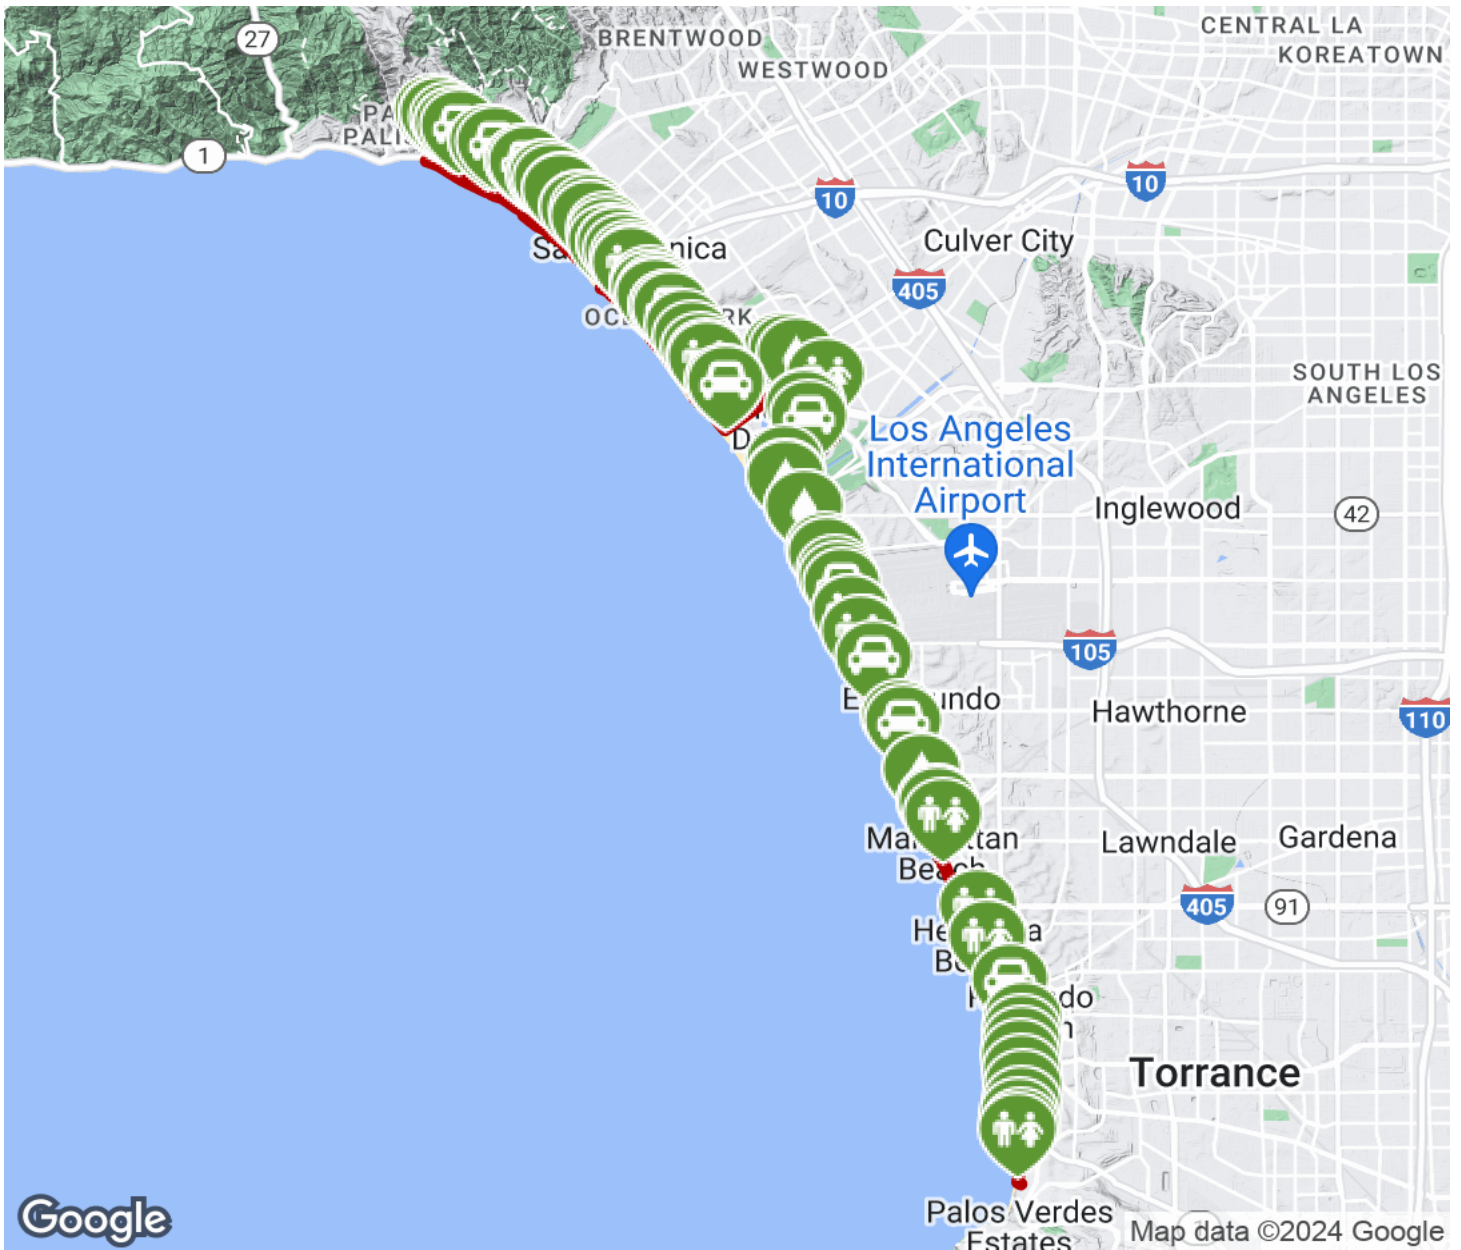 CENTRAL LA
27
BRENTWOOD
KOREATOWN
WESTWOOD
1
10
10
Culver City
405
SOUTH LOS
ANGELES
Los Angeles
International
Airport
Inglewood
42
105
110
Hawthorne
Lawndale
Gardena
Beach
405
91
Torrance
Palos Verdes
Estates
Google
Map data ©2024 Google